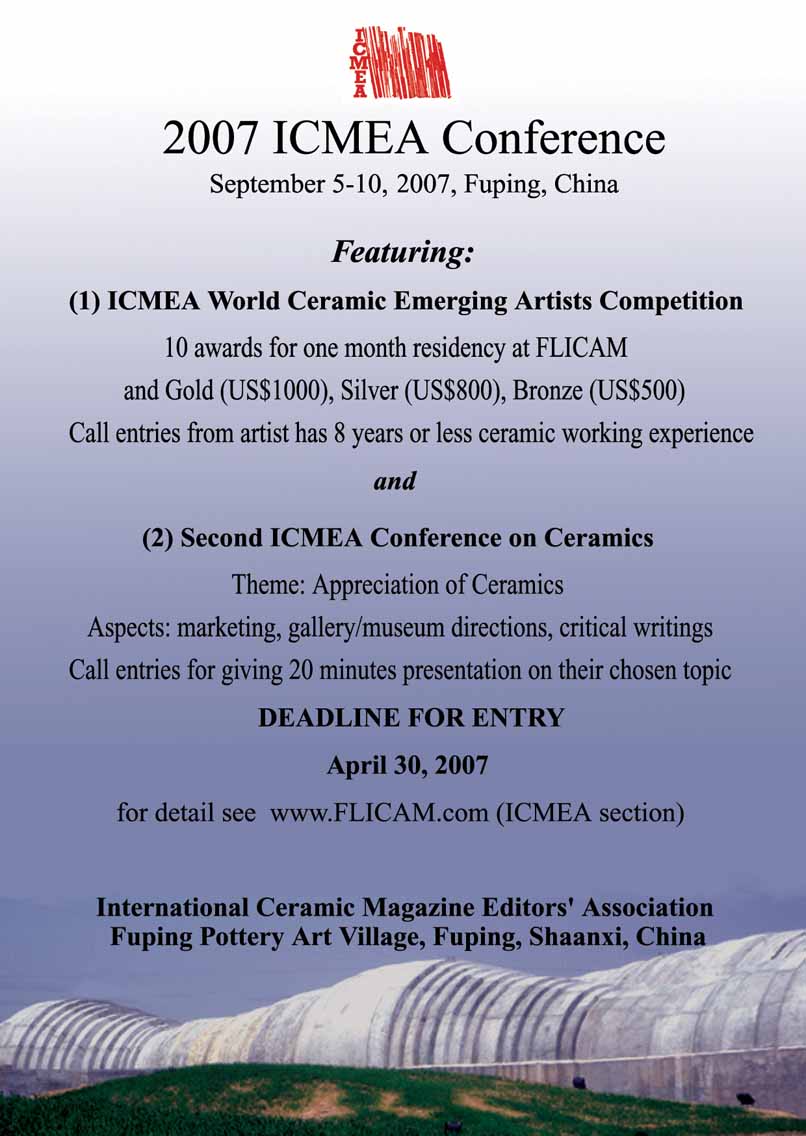 ICMEA
2007 ICMEA Conference
September 5-10, 2007, Fuping, China
Featuring:
(1) ICMEA World Ceramic Emerging Artists Competition
10 awards for one month residency at FLICAM
and Gold (US$1000), Silver (US$800), Bronze (US$500)
Call entries from artist has 8 years or less ceramic working experience
and
(2) Second ICMEA Conference on Ceramics
Theme: Appreciation of Ceramics
Aspects: marketing, gallery/museum directions, critical writings
Call entries for giving 20 minutes presentation on their chosen topic
DEADLINE FOR ENTRY
April 30, 2007
for detail see www.FLICAM.com (ICMEA section)
International Ceramic Magazine Editors' Association
Fuping Pottery Art Village, Fuping, Shaanxi, China